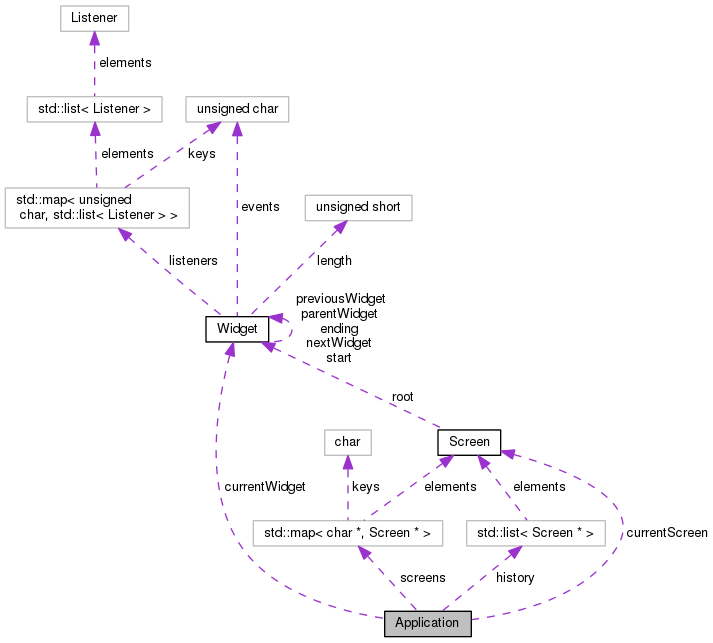 Listener
elements
std::list< Listener >
unsigned char
elements
keys
std::map< unsigned
char, std::list< Listener > >
events
unsigned short
listeners
length
previousWidget
parentWidget
ending
nextWidget
start
Widget
root
char
Screen
currentWidget
keys
elements
elements
std::map< char *, Screen * >
std::list< Screen * >
currentScreen
screens
history
Application